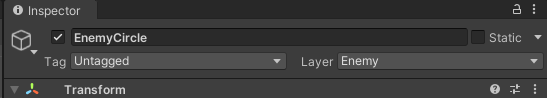 Inspector
EnemyCircle Static
Tag Untagged Layer Enemy
Transform